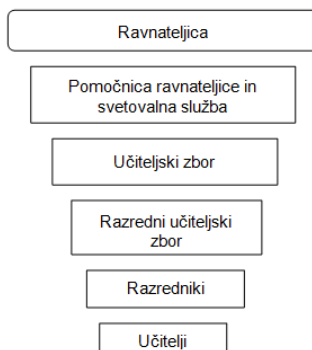 Ravnateljica
Pomočnica ravnateljice in
svetovalna služba
Učiteljski zbor
Razredni učiteljski
zbor
Razredniki
Učitelji